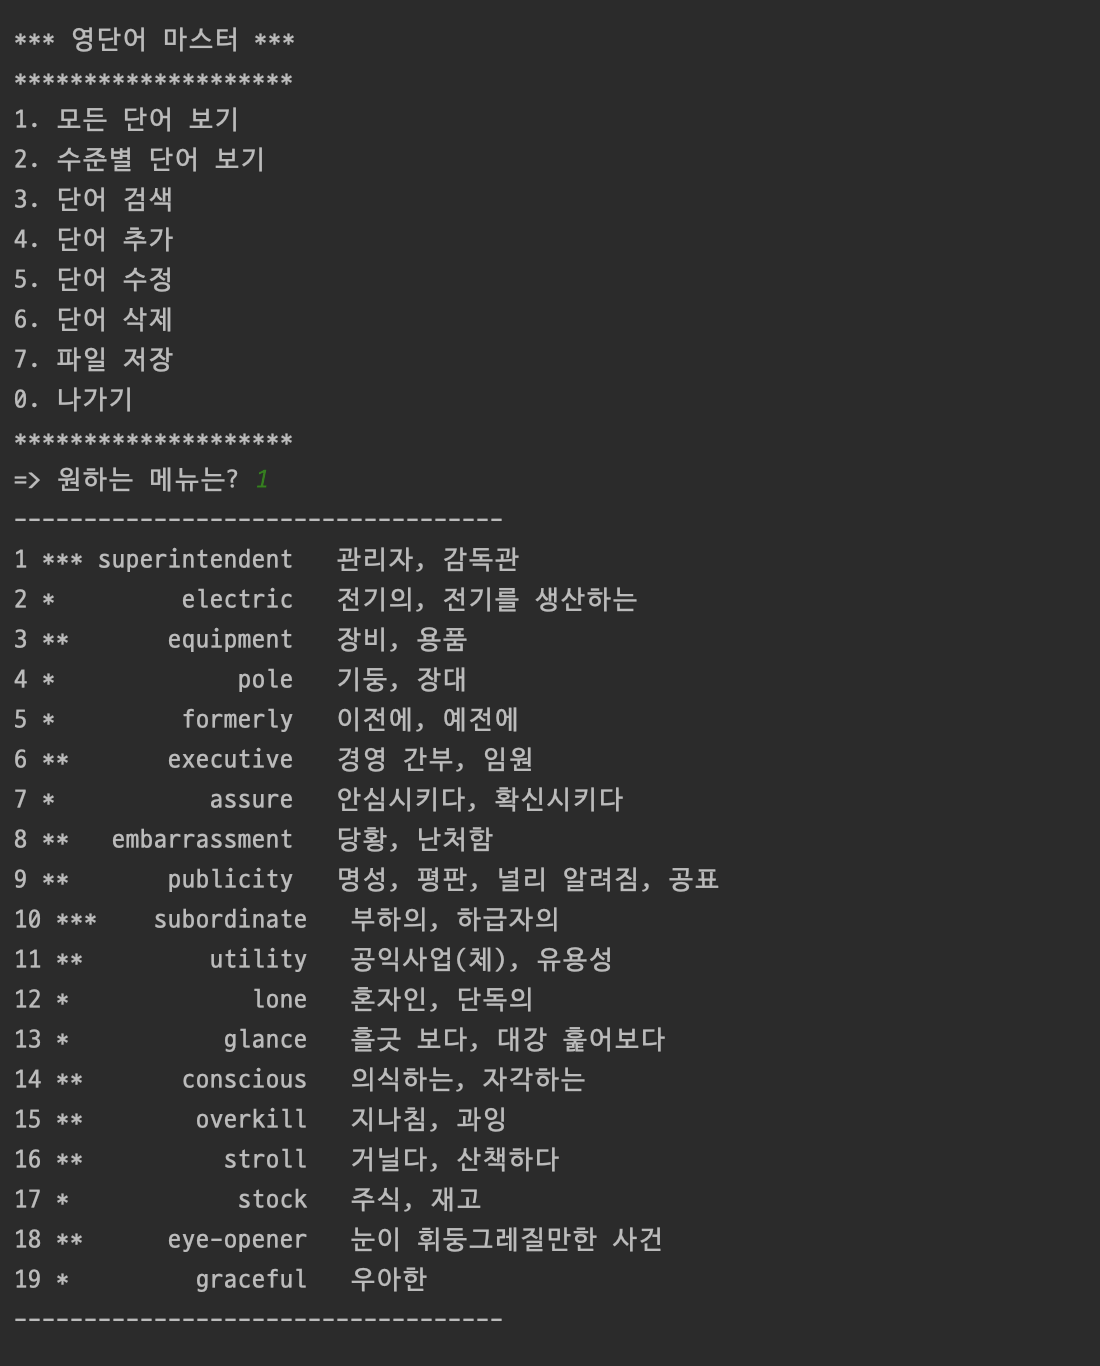 *** 영단어 마스터 ***
********************
1. 모든 단어 보기
2. 수준별 단어 보기
3. 단어 검색
4. 단어 추가
5. 단어 수정
6. 단어 삭제
7. 파일 저장
0. 나가기
********************
=> 원하는 메뉴는? 1
-----------------------------------
1 *** superintendent   관리자, 감독관
2 *         electric   전기의, 전기를 생산하는
3 **       equipment   장비, 용품
4 *             pole   기둥, 장대
5 *         formerly   이전에, 예전에
6 **       executive   경영 간부, 임원
7 *           assure   안심시키다, 확신시키다
8 **   embarrassment   당황, 난처함
9 **       publicity   명성, 평판, 널리 알려짐, 공표
10 ***    subordinate   부하의, 하급자의
11 **         utility   공익사업(체), 유용성
12 *             lone   혼자인, 단독의
13 *           glance   흘긋 보다, 대강 훑어보다
14 **       conscious   의식하는, 자각하는
15 **        overkill   지나침, 과잉
16 **          stroll   거닐다, 산책하다
17 *            stock   주식, 재고
18 **      eye-opener   눈이 휘둥그레질만한 사건
19 *         graceful   우아한
-----------------------------------